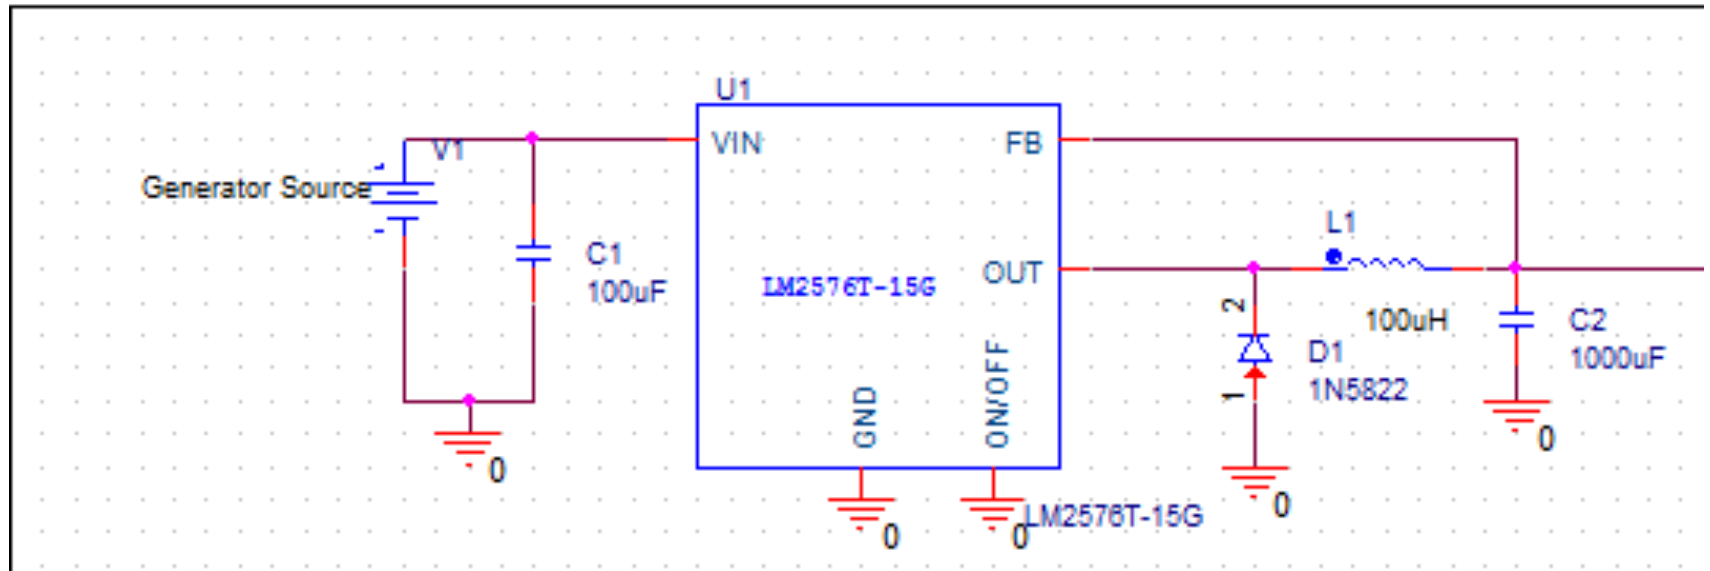 U1
V1
VIN
FB
Generator Source
L1
C1
100uF
OUT
LM2576T-15G
2
100uH
C2
1000uF
D1
1N5822
1
GND
ON/OFF
0
0
0
0
0
LM2576T-15G